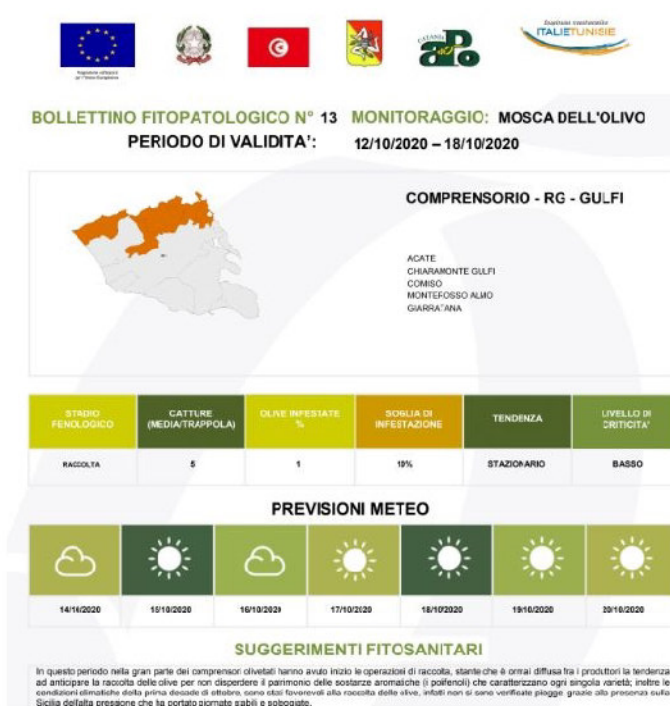 CATANIA
aPo
ITALIETUNISIE
BOLLETTINO FITOPATOLOGICO N° 13 MONITORAGGIO: MOSCA DELL'OLIVO
PERIODO DI VALIDITA': 12/10/2020 – 18/10/2020
COMPRENSORIO - RG - GULFI
ACATE
CHIARAMONTE GULFI
COMISO
MONTEROSSO ALMO
GIARRATANA
STADIO FENOLOGICO CATTURE (MEDIA/TRAPPOLA) OLIVE INFESTATE % SOGLIA DI INFESTAZIONE TENDENZA LIVELLO DI CRITICITA'
RACCOLTA 5 1 10% STAZIONARIO BASSO
PREVISIONI METEO
14/10/2020 15/10/2020 16/10/2020 17/10/2020 18/10/2020 19/10/2020 20/10/2020
SUGGERIMENTI FITOSANITARI
In questo periodo nella gran parte dei comprensori olivetati hanno avuto inizio le operazioni di raccolta, stante che è ormai diffusa fra i produttori la tendenza
ad anticipare la raccolta delle olive per non disperdere il patrimonio delle sostanze aromatiche (i polifenoli) che caratterizzano ogni singola varietà; inoltre le
condizioni climatiche della prima decade di ottobre, sono stati favorevoli alla raccolta delle olive, infatti non si sono verificate piogge grazie alla presenza sulla
Sicilia dell'alta pressione che ha portato giornate stabili e soleggiate.